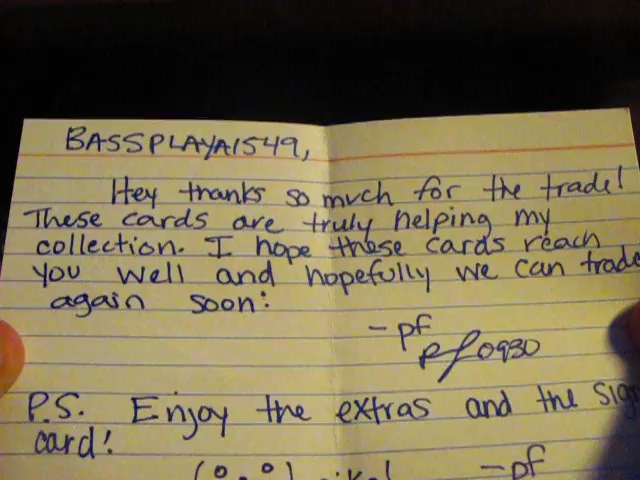 BASSPLAYA1549,
Hey thanks so much for the trade!
These cards are truly helping my
collection. I hope these cards reach
you well and hopefully we can trade
again soon:
- pf
pf0930
P.S. Enjoy the extras and the sign
card!
- pf